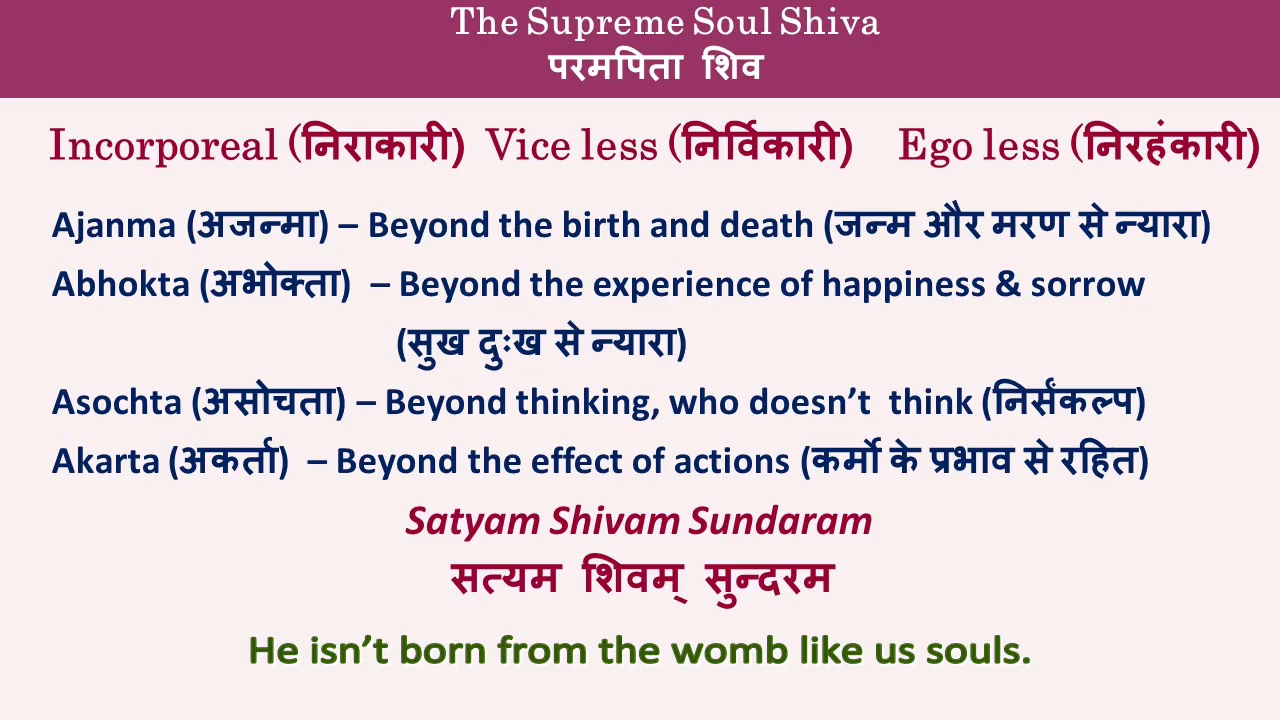 The Supreme Soul Shiva
परमपिता शिव
Incorporeal (निराकारी) Vice less (निर्विकारी) Ego less (निरहंकारी)
Ajanma (अजन्मा) – Beyond the birth and death (जन्म और मरण से न्यारा)
Abhokta (अभोक्ता) – Beyond the experience of happiness & sorrow
(सुख दुःख से न्यारा)
Asochta (असोचता) – Beyond thinking, who doesn’t think (निर्संकल्प)
Akarta (अकर्ता) – Beyond the effect of actions (कर्मो के प्रभाव से रहित)
Satyam Shivam Sundaram
सत्यम शिवम् सुन्दरम
He isn’t born from the womb like us souls.